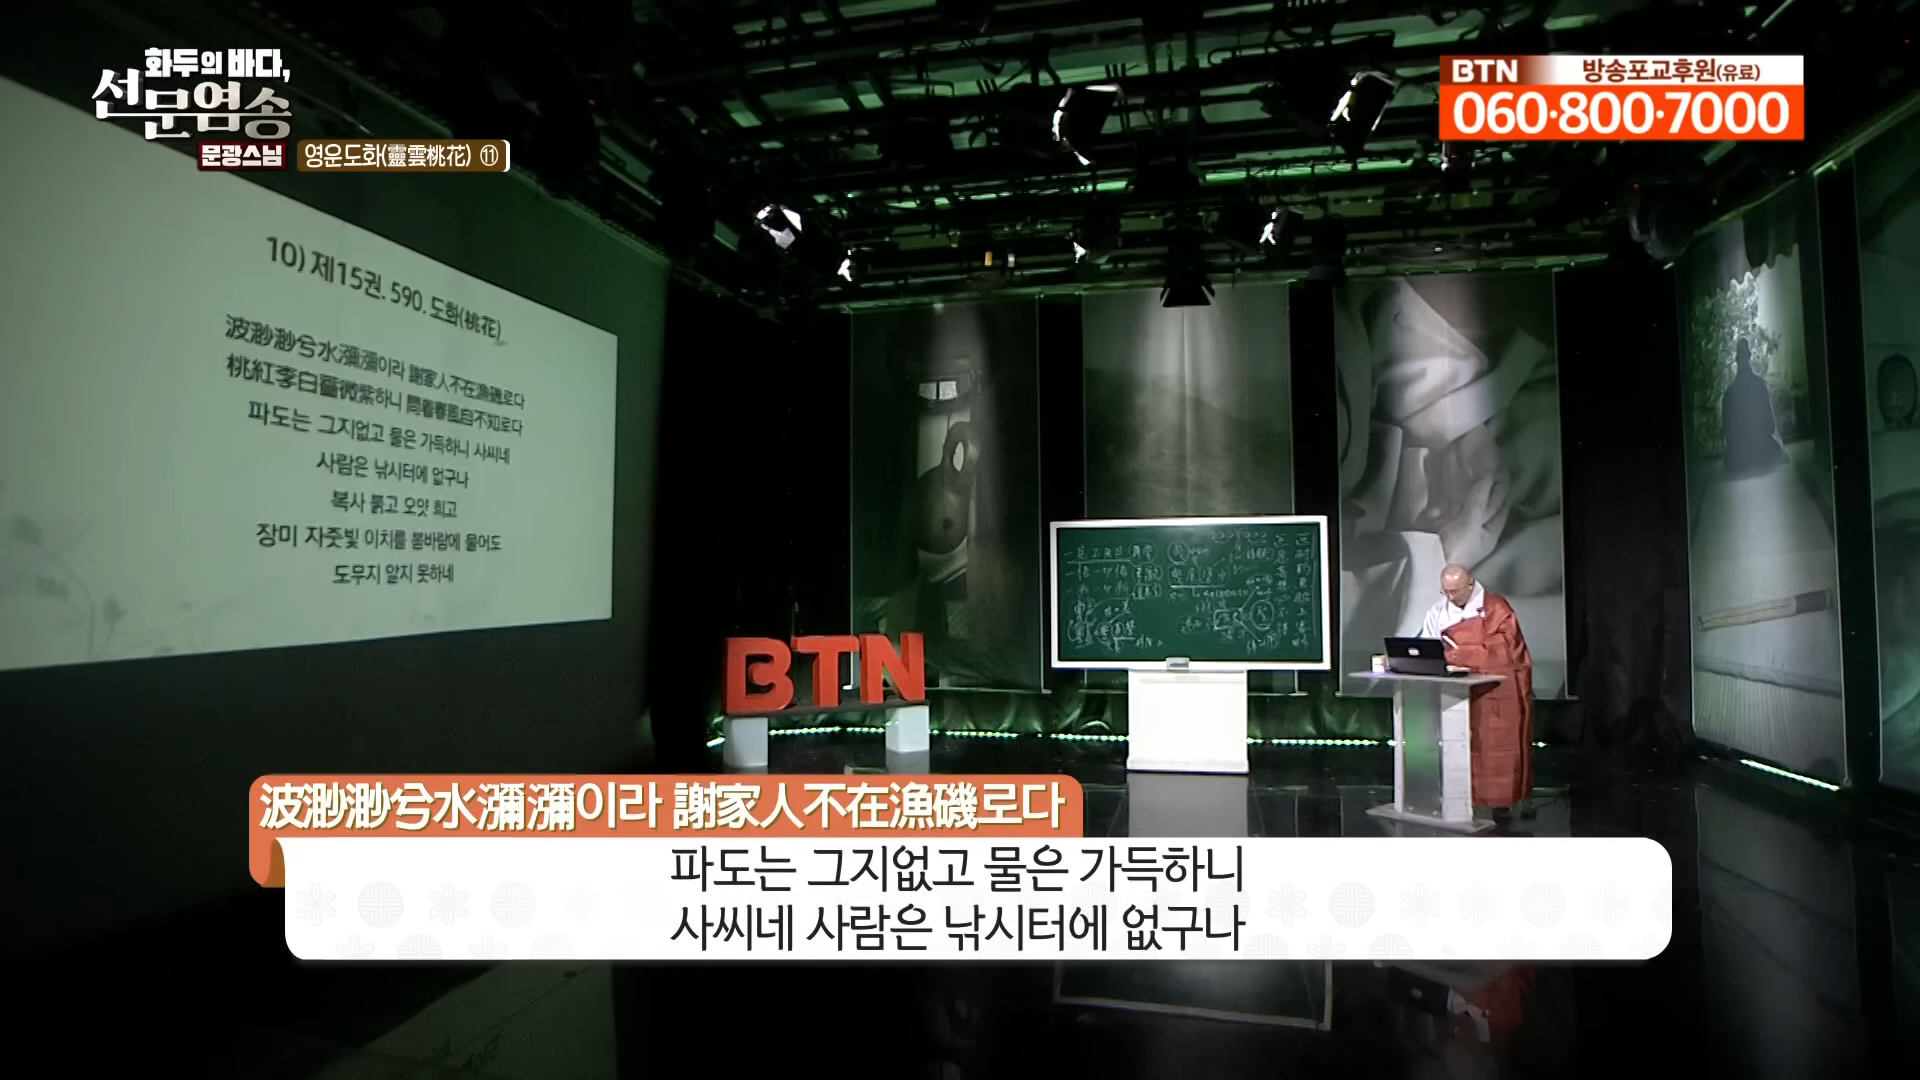 화두의 바다,
선문염송
문광스님
영운도화(靈雲桃花) ⑪
BTN 방송포교후원(유료)
060·800·7000
10) 제15권. 590. 도화(桃花)
波渺渺兮水瀰瀰이라 謝家人不在漁磯로다
桃紅李白薔微紫하니 問着春風自不知로다
파도는 그지없고 물은 가득하니 사씨네
사람은 낚시터에 없구나
복사 붉고 오얏 희고
장미 자줏빛 이치를 봄바람에 물어도
도무지 알지 못하네
BTN
波渺渺兮水瀰瀰이라 謝家人不在漁磯로다
파도는 그지없고 물은 가득하니
사씨네 사람은 낚시터에 없구나